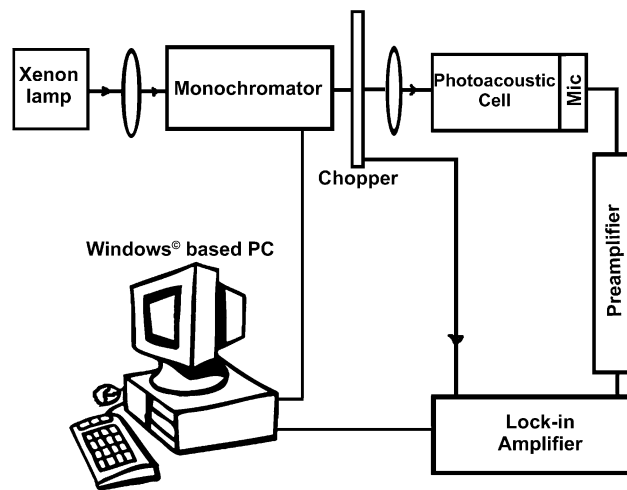 Xenon
lamp
Monochromator
Photoacoustic
Cell
Mic
Chopper
Windows© based PC
Preamplifier
Lock-in
Amplifier